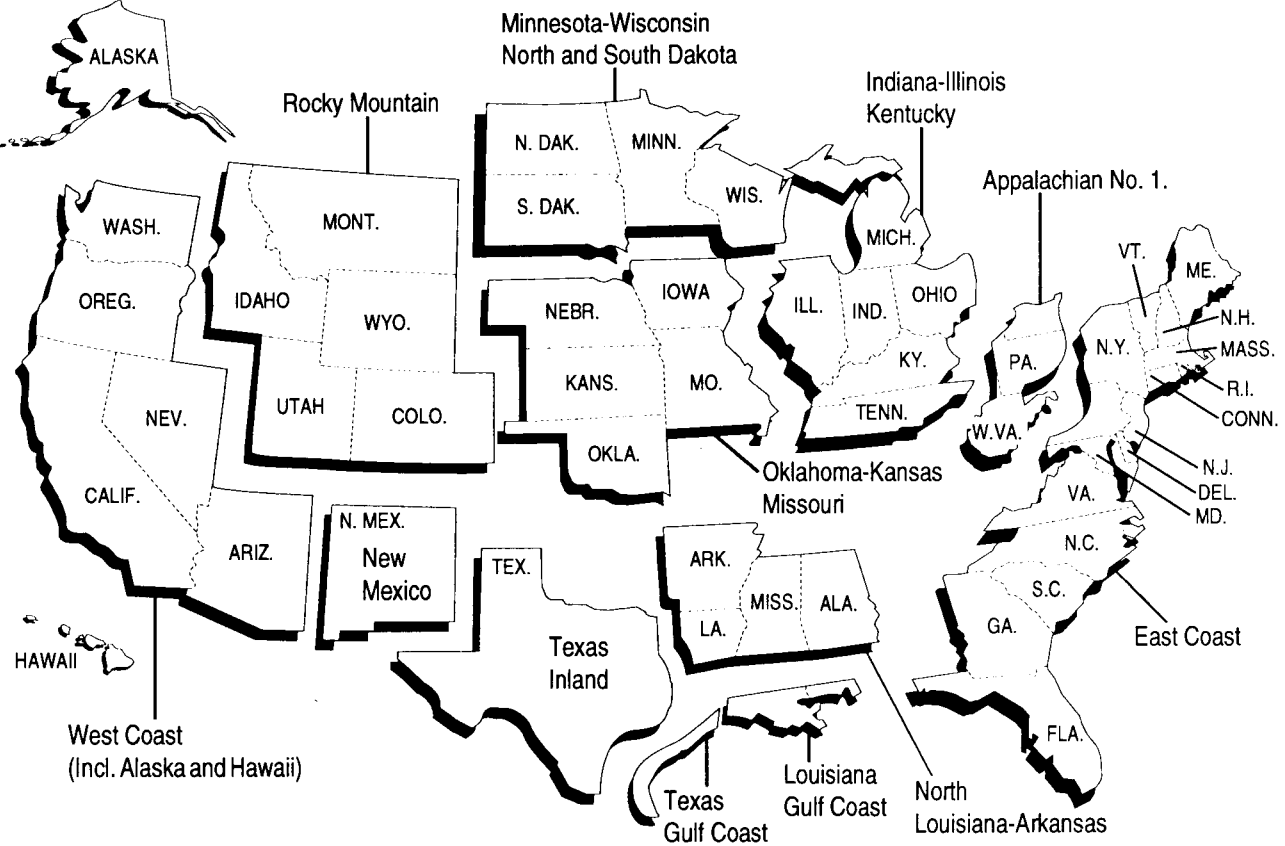 Minnesota-Wisconsin
North and South Dakota
ALASKA
Rocky Mountain
Indiana-Illinois
Kentucky
N. DAK.
MINN.
S. DAK.
WIS.
Appalachian No. 1.
WASH.
MONT.
MICH.
VT.
ME.
OREG.
IDAHO
WYO.
NEBR.
IOWA
ILL.
IND.
OHIO
N.H.
N.Y.
MASS.
PA.
KY.
KANS.
MO.
R.I.
NEV.
UTAH
COLO.
TENN.
CONN.
W.VA.
OKLA.
Oklahoma-Kansas
Missouri
N.J.
CALIF.
VA.
DEL.
MD.
N. MEX.
New
Mexico
ARIZ.
TEX.
ARK.
N.C.
MISS.
ALA.
S.C.
LA.
GA.
East Coast
HAWAII
Texas
Inland
West Coast
(Incl. Alaska and Hawaii)
FLA.
Louisiana
Gulf Coast
Texas
Gulf Coast
North
Louisiana-Arkansas